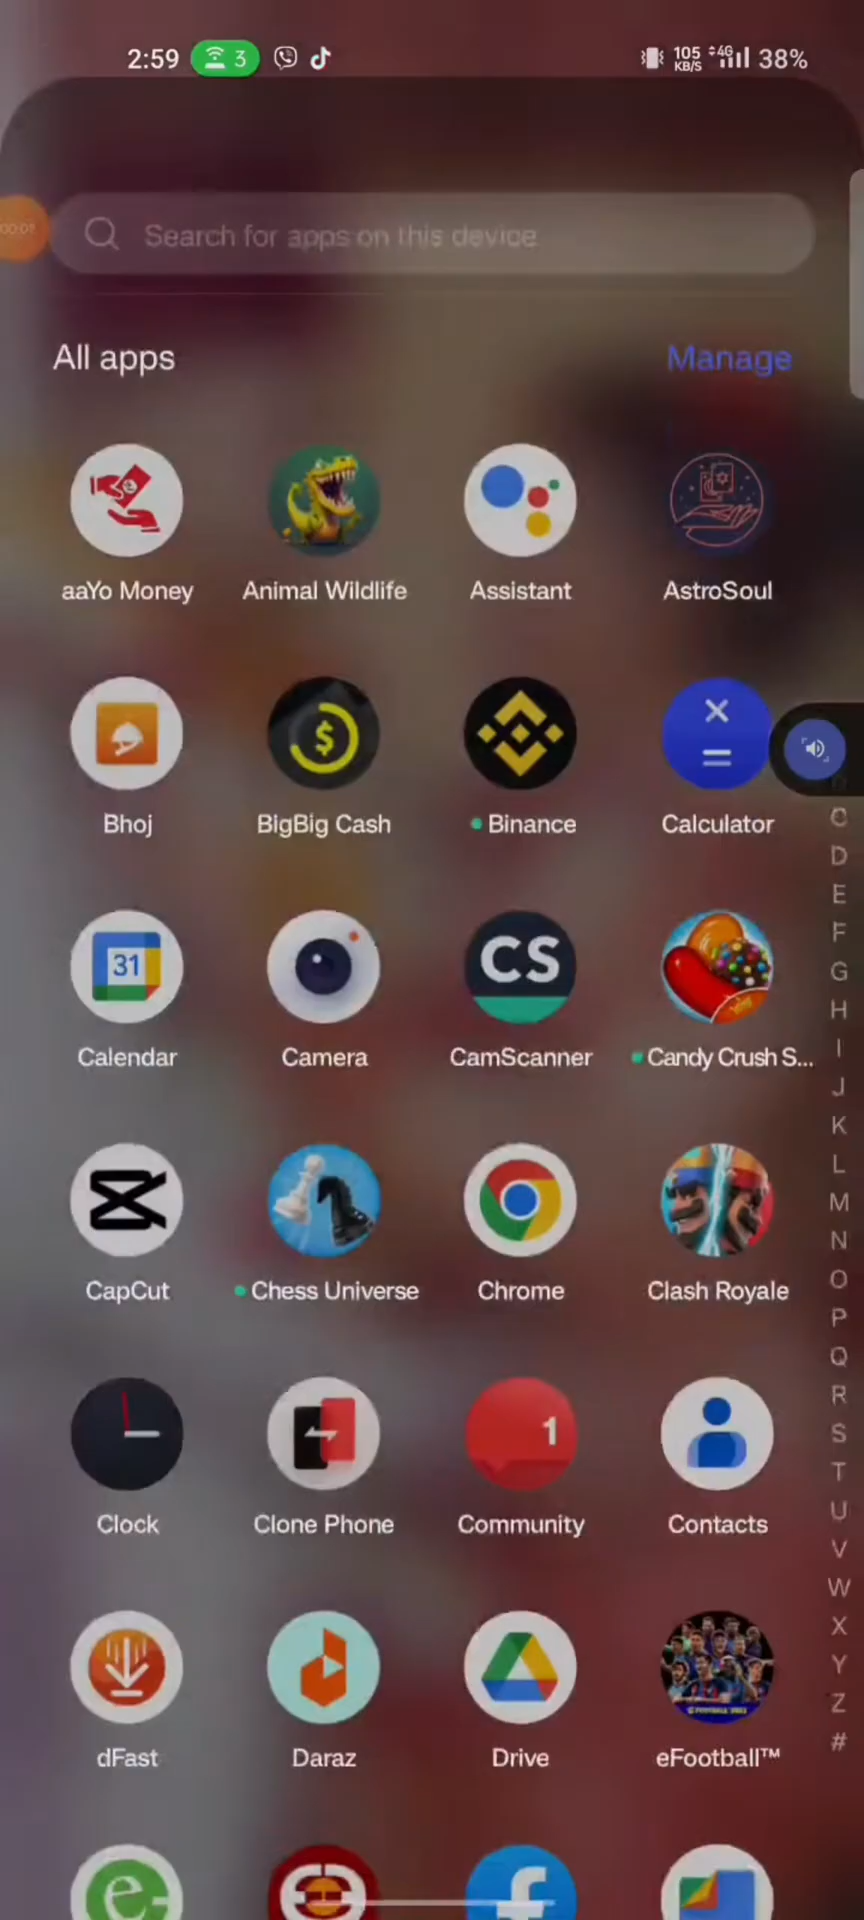 2:59 3 105 KB/S 4G 38%
Search for apps on this device
All apps Manage
aaYo Money Animal Wildlife Assistant AstroSoul
Bhoj BigBig Cash Binance Calculator
31 CS
Calendar Camera CamScanner Candy Crush S...
CapCut Chess Universe Chrome Clash Royale
1
Clock Clone Phone Community Contacts
dFast Daraz Drive eFootball™
C
D
E
F
G
H
I
J
K
L
M
N
O
P
Q
R
S
T
U
V
W
X
Y
Z
#